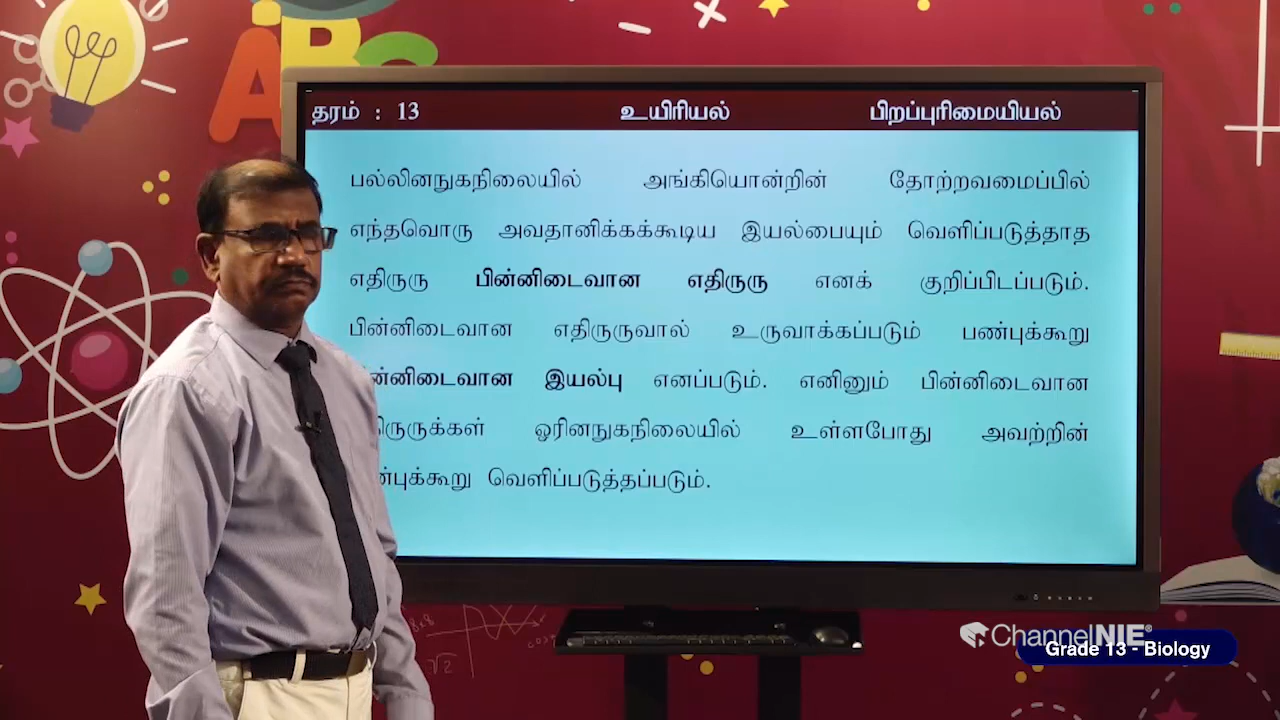 ABC
தரம் : 13 உயிரியல் பிறப்புரிமையியல்
பல்லினநுகநிலையில் அங்கியொன்றின் தோற்றவமைப்பில்
எந்தவொரு அவதானிக்கக்கூடிய இயல்பையும் வெளிப்படுத்தாத
எதிருரு பின்னிடைவான எதிருரு எனக் குறிப்பிடப்படும்.
பின்னிடைவான எதிருருவால் உருவாக்கப்படும் பண்புக்கூறு
இயல்பு எனப்படும். எனினும் பின்னிடைவான
ஓரினநுகநிலையில் உள்ளபோது அவற்றின்
வெளிப்படுத்தப்படும்.
ChannelNIE®
Grade 13 - Biology